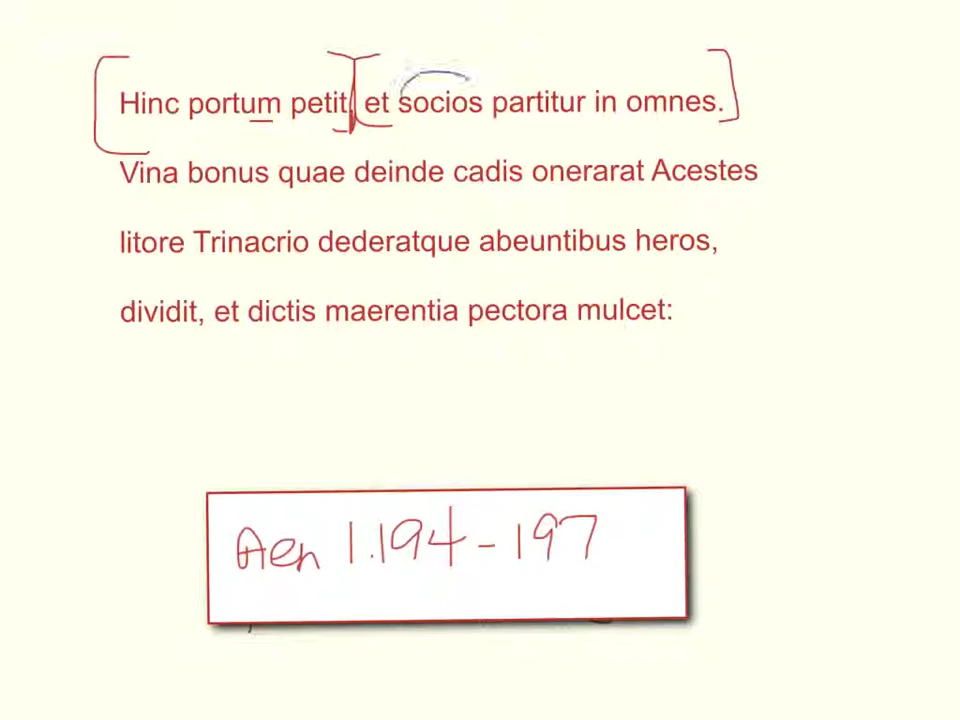 Hinc portum petit, et socios partitur in omnes.
Vina bonus quae deinde cadis onerarat Acestes
litore Trinacrio dederatque abeuntibus heros,
dividit, et dictis maerentia pectora mulcet:
Aen 1.194-197